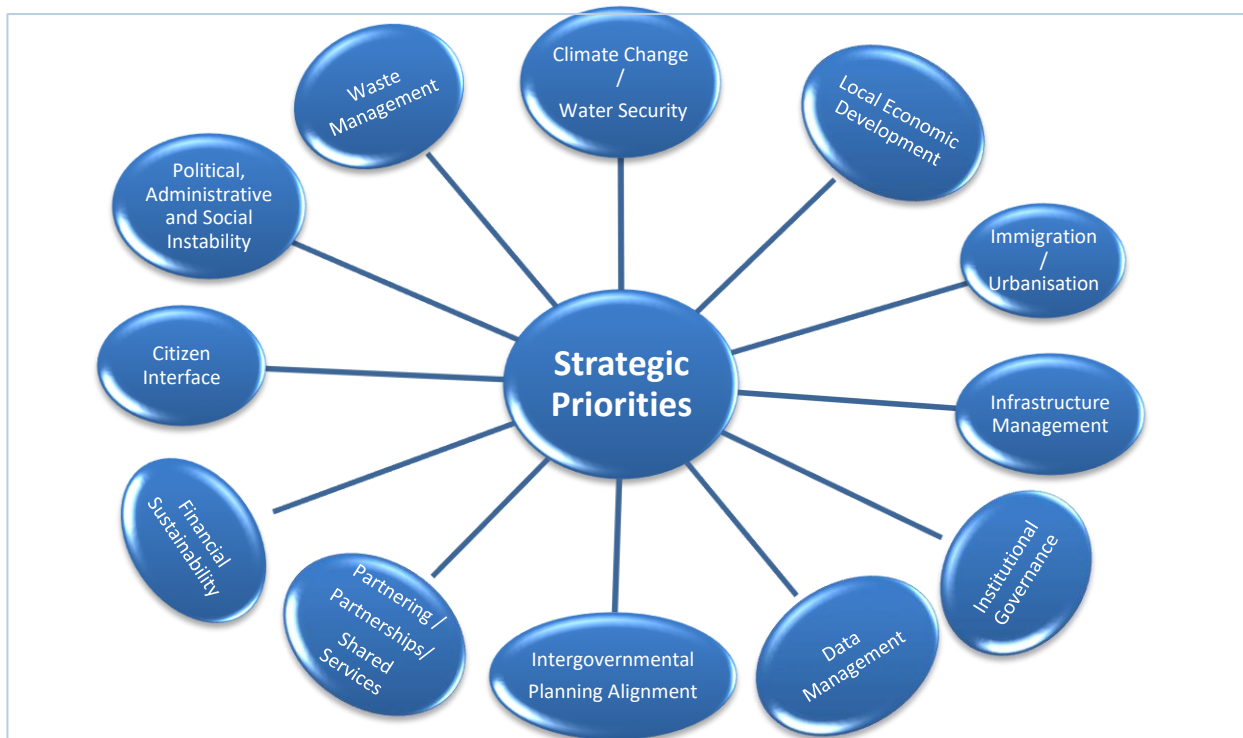 Climate Change
/
Water Security
Local Economic
Development
Immigration
/
Urbanisation
Infrastructure
Management
Institutional
Governance
Data
Management
Intergovernmental
Planning Alignment
Partnering /
Partnerships/
Shared
Services
Financial
Sustainability
Citizen
Interface
Political,
Administrative
and Social
Instability
Waste
Management
Strategic
Priorities